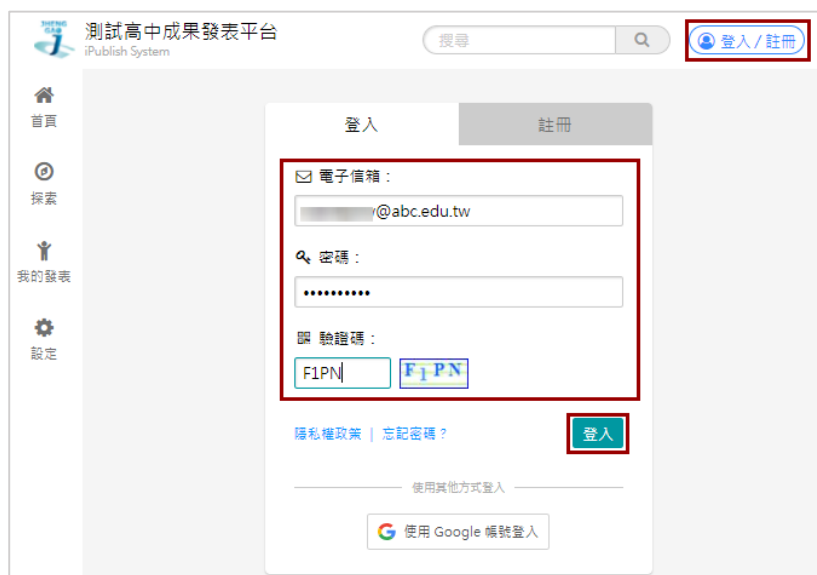 ZHENG
GAO
測試高中成果發表平台
iPublish System
搜尋
登入 / 註冊
首頁
探索
我的發表
設定
登入
註冊
電子信箱：
@abc.edu.tw
密碼：
••••••••••
驗證碼：
F1PN
F1PN
隱私權政策 | 忘記密碼？
登入
使用其他方式登入
使用 Google 帳號登入